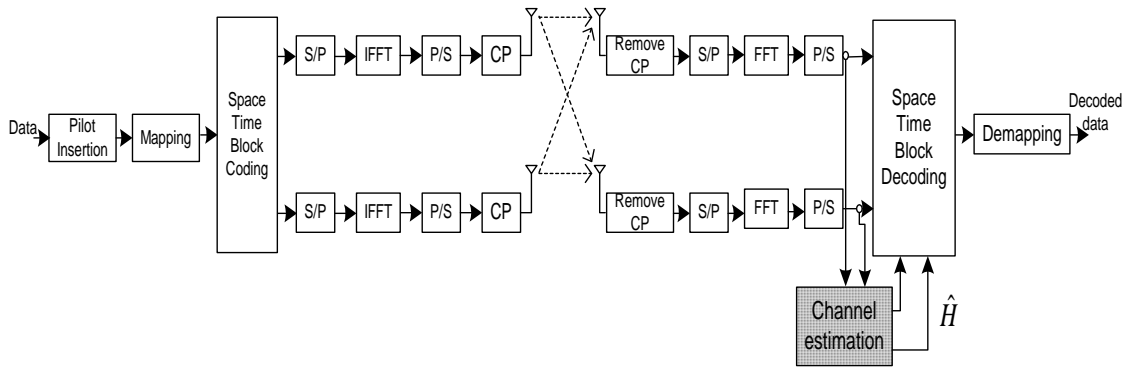 Data
Pilot
Insertion
Mapping
Space
Time
Block
Coding
S/P
IFFT
P/S
CP
S/P
IFFT
P/S
CP
Remove
CP
S/P
FFT
P/S
Remove
CP
S/P
FFT
P/S
Space
Time
Block
Decoding
Demapping
Decoded
data
Channel
estimation
Ĥ